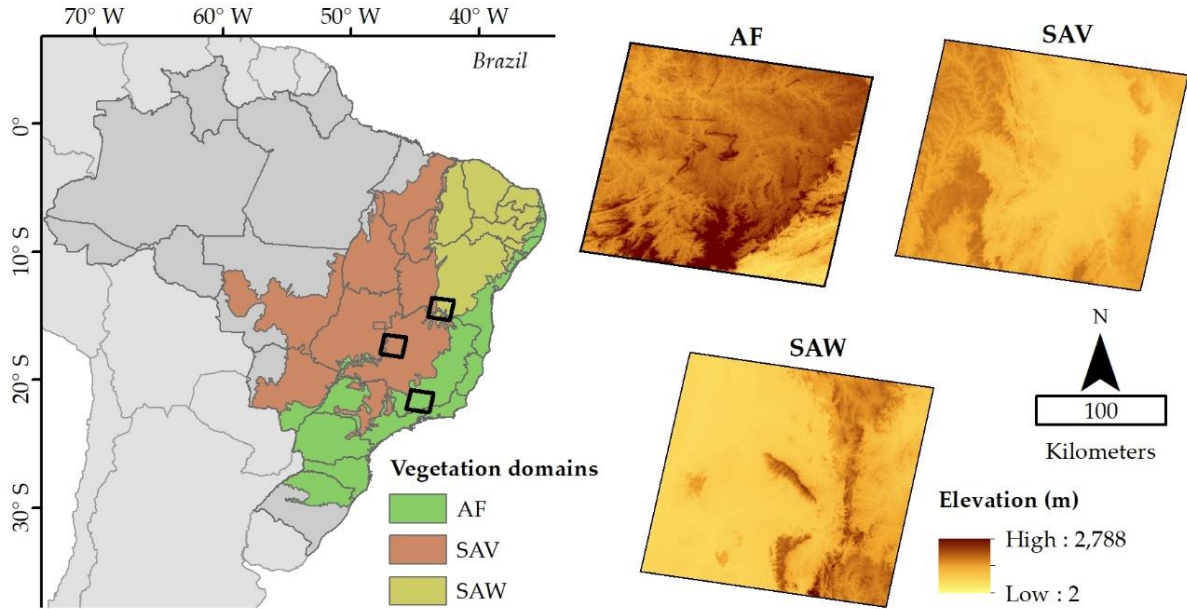 70° W 60° W 50° W 40° W
Brazil
0°
10° S
20° S
30° S
Vegetation domains
AF
SAV
SAW
AF
SAV
SAW
N
100
Kilometers
Elevation (m)
High : 2,788
Low : 2